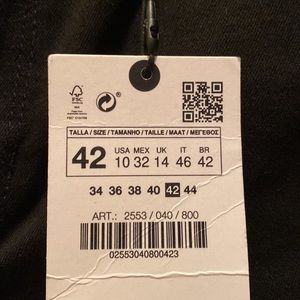 FSC
MIX
TALLA / SIZE / TAMANHO / TAILLE / MAAT / ΜΕΓΕΘΟΣ
42 USA MEX UK IT BR
10 32 14 46 42
34 36 38 40 42 44
ART.: 2553 / 040 / 800
02553040800423